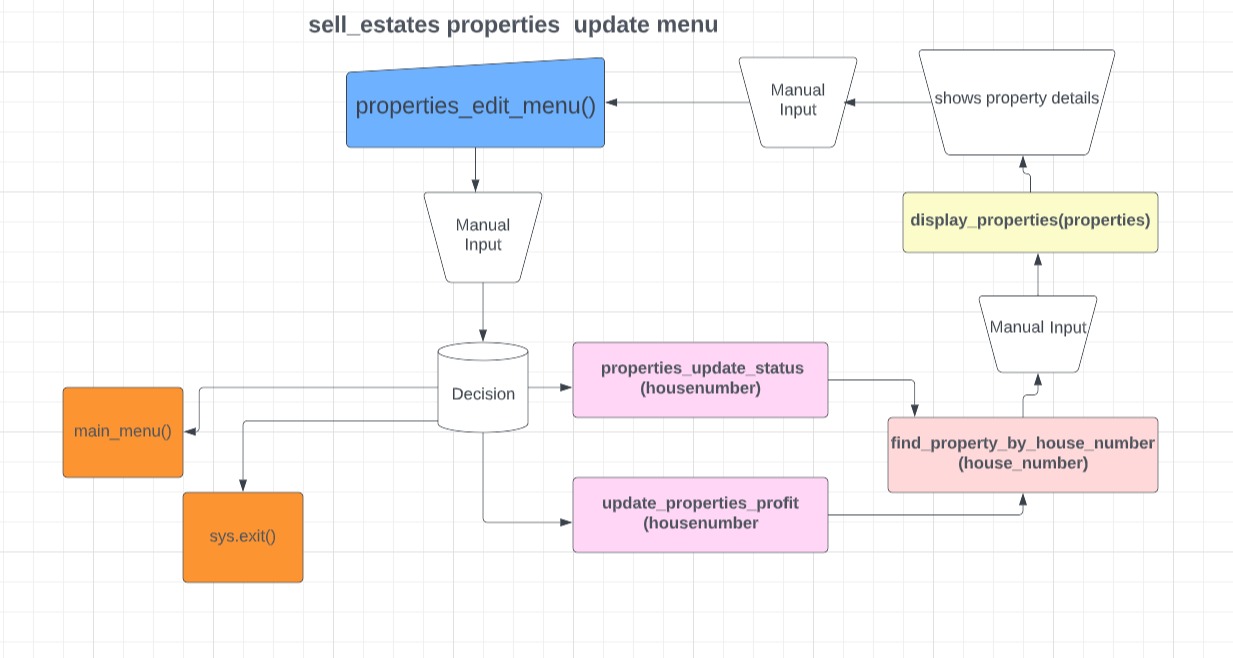 sell_estates properties  update menu
properties_edit_menu()
Manual
Input
shows property details
Manual
Input
display_properties(properties)
Manual Input
Decision
properties_update_status
(housenumber)
main_menu()
find_property_by_house_number
(house_number)
update_properties_profit
(housenumber
sys.exit()